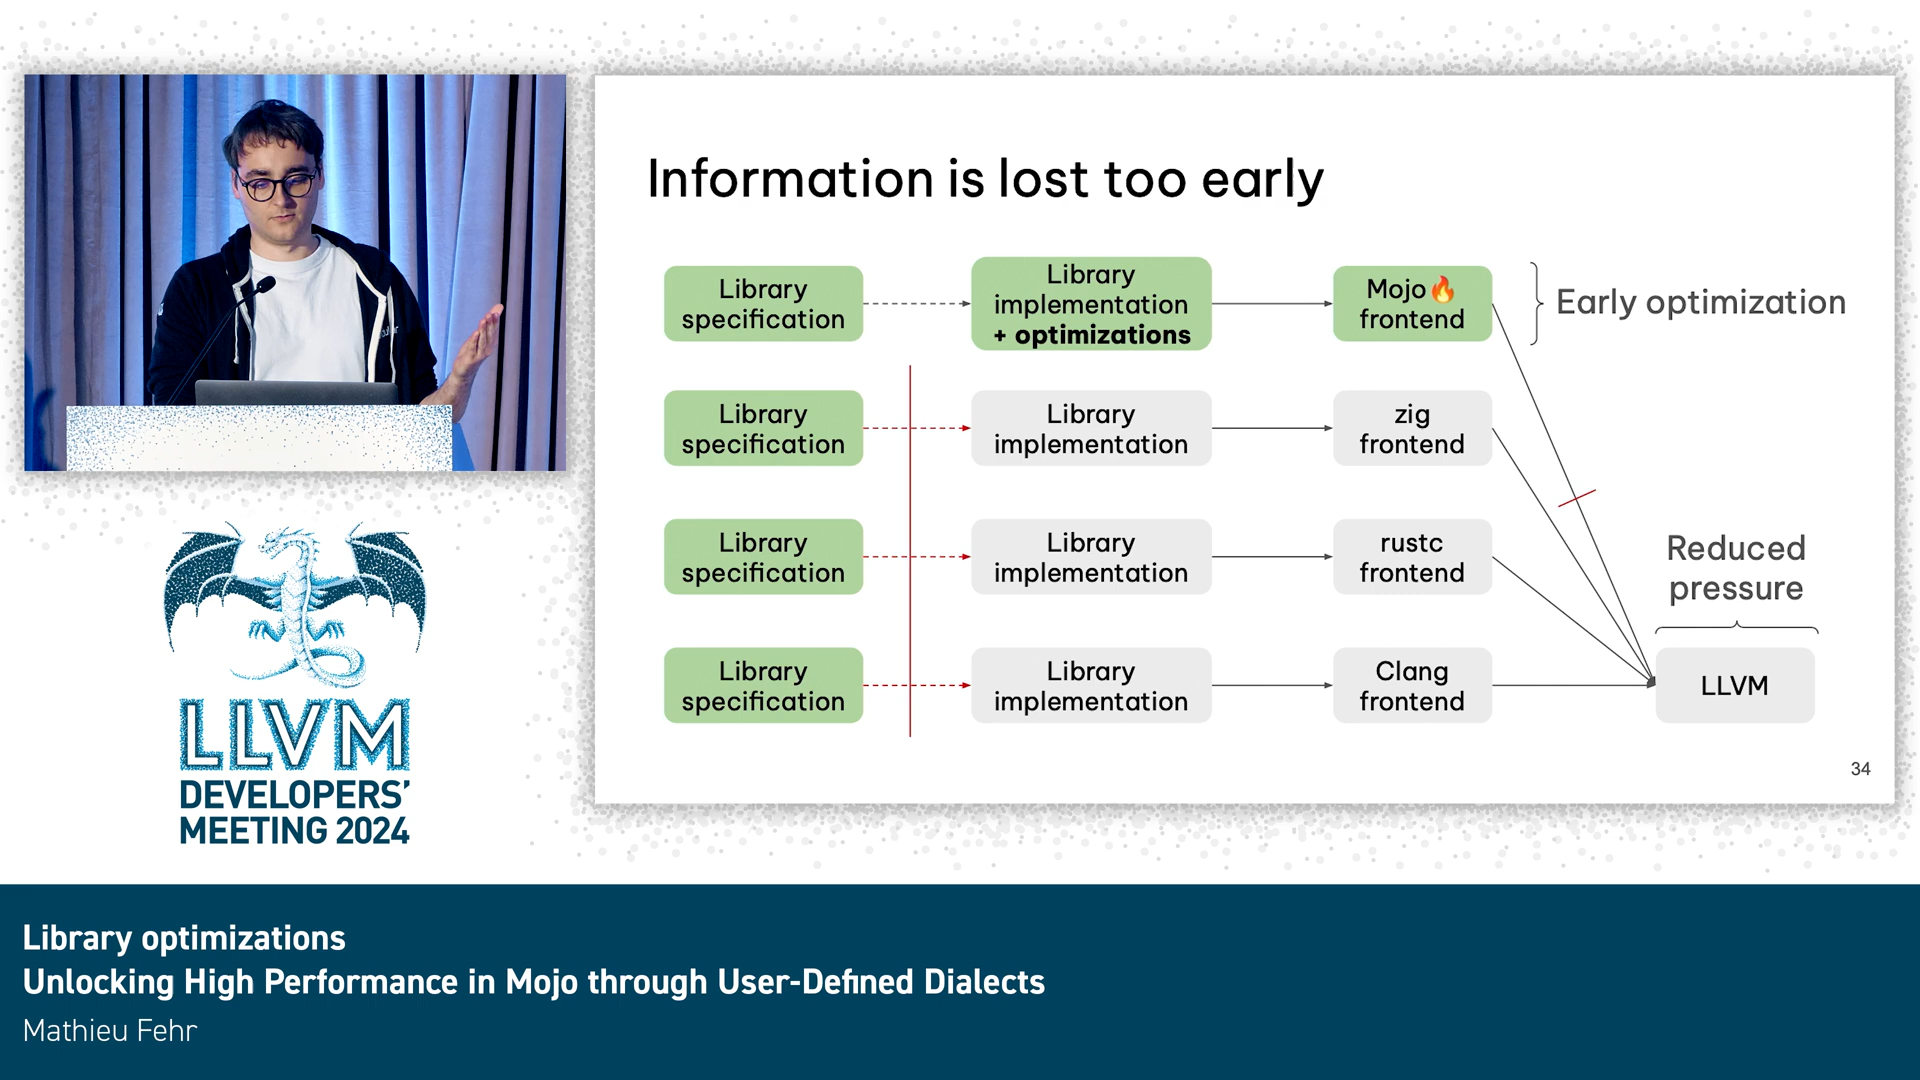 Information is lost too early
Library
specification
Library
implementation
+ optimizations
Mojo🔥
frontend
Early optimization
Library
specification
Library
implementation
zig
frontend
Library
specification
Library
implementation
rustc
frontend
Reduced
pressure
Library
specification
Library
implementation
Clang
frontend
LLVM
34
LLVM
DEVELOPERS'
MEETING 2024
Library optimizations
Unlocking High Performance in Mojo through User-Defined Dialects
Mathieu Fehr